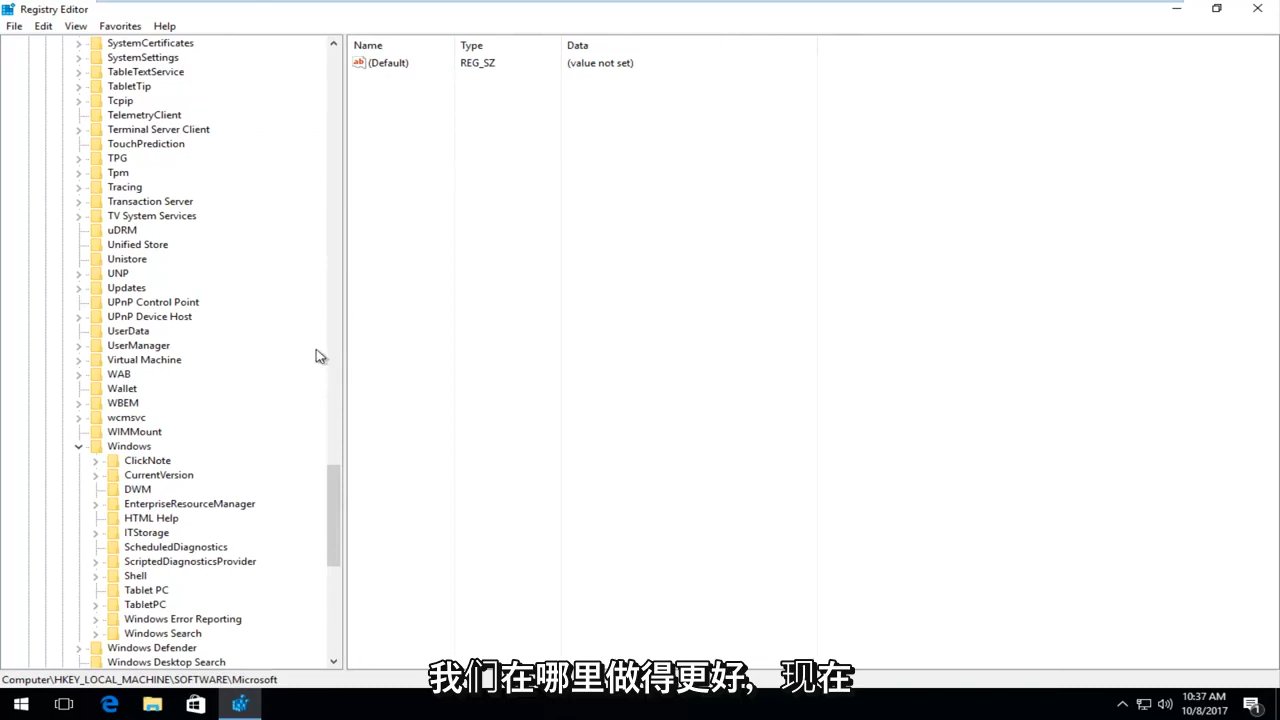 Registry Editor
File Edit View Favorites Help
SystemCertificates
SystemSettings
TableTextService
TabletTip
Tcpip
TelemetryClient
Terminal Server Client
TouchPrediction
TPG
Tpm
Tracing
Transaction Server
TV System Services
uDRM
Unified Store
Unistore
UNP
Updates
UPnP Control Point
UPnP Device Host
UserData
UserManager
Virtual Machine
WAB
Wallet
WBEM
wcmsvc
WIMMount
Windows
ClickNote
CurrentVersion
DWM
EnterpriseResourceManager
HTML Help
ITStorage
ScheduledDiagnostics
ScriptedDiagnosticsProvider
Shell
Tablet PC
TabletPC
Windows Error Reporting
Windows Search
Windows Defender
Windows Desktop Search
Name Type Data
ab (Default) REG_SZ (value not set)
Computer\HKEY_LOCAL_MACHINE\SOFTWARE\Microsoft
我们在哪里做得更好，现在
10:37 AM
10/8/2017
1